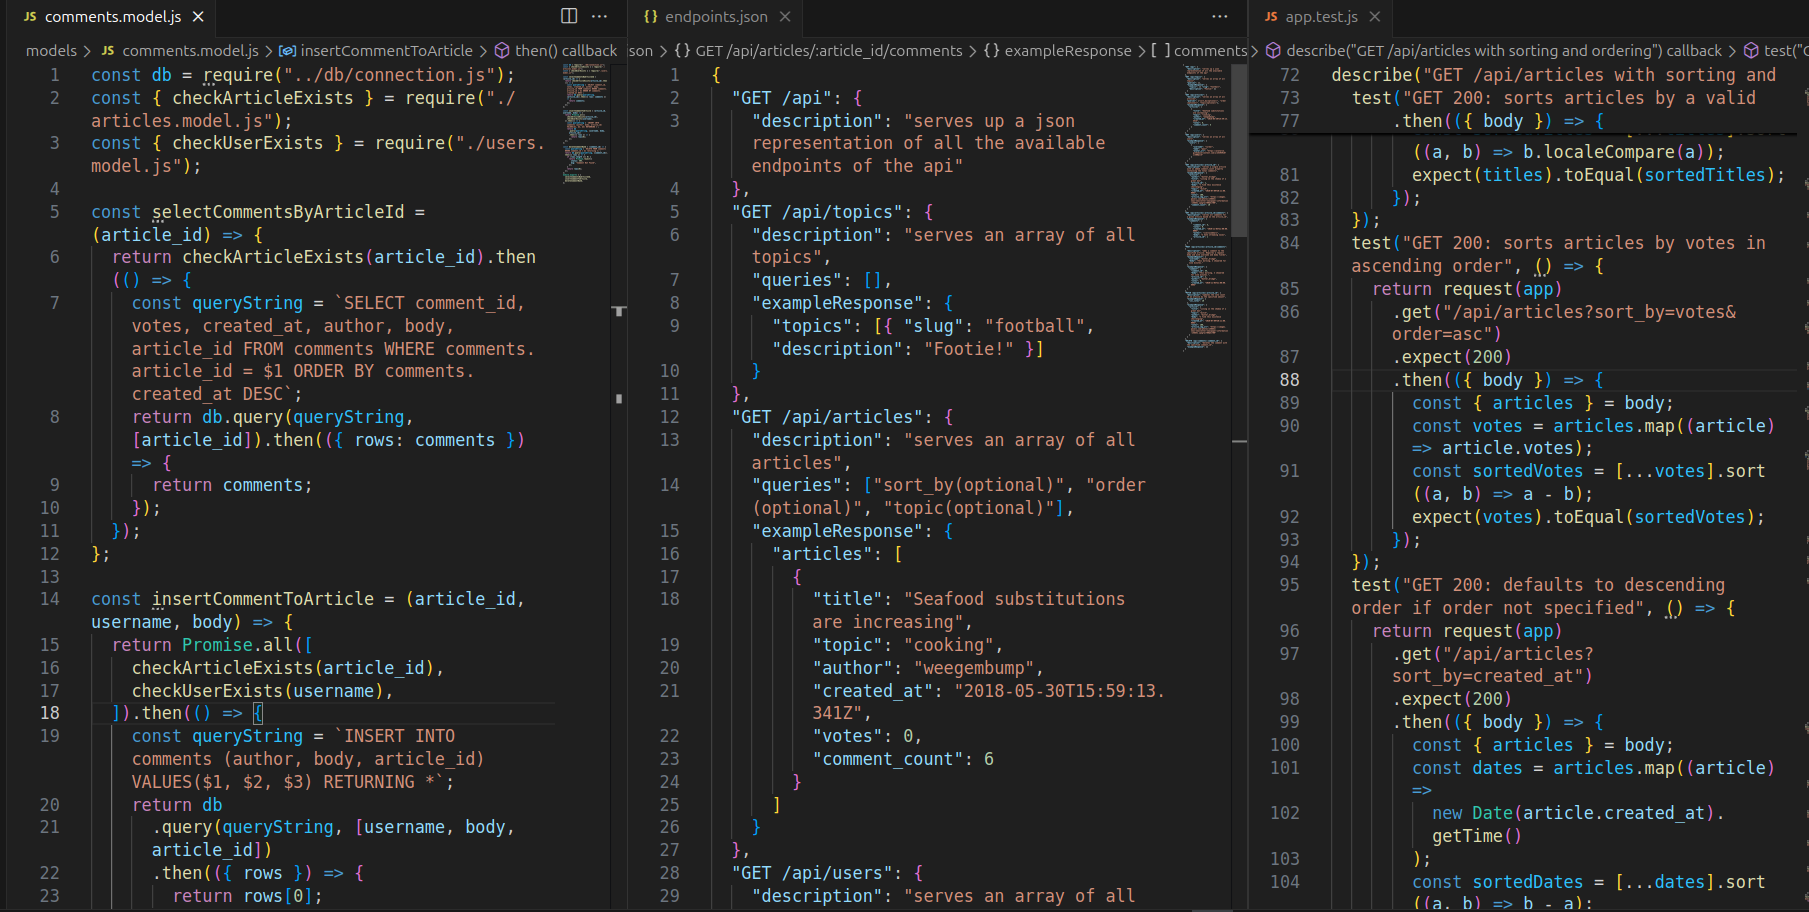 JS comments.model.js ×
models > JS comments.model.js > insertCommentToArticle > then() callback
1 const db = require("../db/connection.js");
2 const { checkArticleExists } = require("./
articles.model.js");
3 const { checkUserExists } = require("./users.
model.js");
4
5 const selectCommentsByArticleId =
(article_id) => {
6 return checkArticleExists(article_id).then
(() => {
7 const queryString = `SELECT comment_id,
votes, created_at, author, body,
article_id FROM comments WHERE comments.
article_id = $1 ORDER BY comments.
created_at DESC`;
8 return db.query(queryString,
[article_id]).then(({ rows: comments })
=> {
9 return comments;
10 });
11 });
12 };
13
14 const insertCommentToArticle = (article_id,
username, body) => {
15 return Promise.all([
16 checkArticleExists(article_id),
17 checkUserExists(username),
18 ]).then(() => {
19 const queryString = `INSERT INTO
comments (author, body, article_id)
VALUES($1, $2, $3) RETURNING *`;
20 return db
21 .query(queryString, [username, body,
article_id])
22 .then(({ rows }) => {
23 return rows[0];
{} endpoints.json ×
son > {} GET /api/articles/:article_id/comments > {} exampleResponse > [ ] comments >
1 {
2 "GET /api": {
3 "description": "serves up a json
representation of all the available
endpoints of the api"
4 },
5 "GET /api/topics": {
6 "description": "serves an array of all
topics",
7 "queries": [],
8 "exampleResponse": {
9 "topics": [{ "slug": "football",
"description": "Footie!" }]
10 }
11 },
12 "GET /api/articles": {
13 "description": "serves an array of all
articles",
14 "queries": ["sort_by(optional)", "order
(optional)", "topic(optional)"],
15 "exampleResponse": {
16 "articles": [
17 {
18 "title": "Seafood substitutions
are increasing",
19 "topic": "cooking",
20 "author": "weegembump",
21 "created_at": "2018-05-30T15:59:13.
341Z",
22 "votes": 0,
23 "comment_count": 6
24 }
25 ]
26 }
27 },
28 "GET /api/users": {
29 "description": "serves an array of all
JS app.test.js ×
describe("GET /api/articles with sorting and ordering") callback > test("G
72 describe("GET /api/articles with sorting and
73 test("GET 200: sorts articles by a valid
77 .then(({ body }) => {
((a, b) => b.localeCompare(a));
81 expect(titles).toEqual(sortedTitles);
82 });
83 });
84 test("GET 200: sorts articles by votes in
ascending order", () => {
85 return request(app)
86 .get("/api/articles?sort_by=votes&
order=asc")
87 .expect(200)
88 .then(({ body }) => {
89 const { articles } = body;
90 const votes = articles.map((article)
=> article.votes);
91 const sortedVotes = [...votes].sort
((a, b) => a - b);
92 expect(votes).toEqual(sortedVotes);
93 });
94 });
95 test("GET 200: defaults to descending
order if order not specified", () => {
96 return request(app)
97 .get("/api/articles?
sort_by=created_at")
98 .expect(200)
99 .then(({ body }) => {
100 const { articles } = body;
101 const dates = articles.map((article)
=>
102 new Date(article.created_at).
getTime()
103 );
104 const sortedDates = [...dates].sort
((a, b) => b - a);